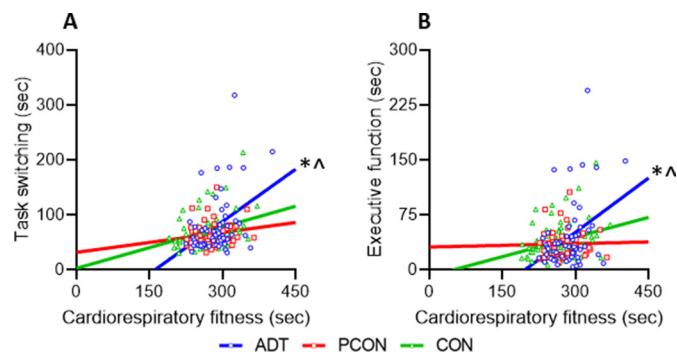 A
B
400
300
200
100
0
Task switching (sec)
*^
0 150 300 450
Cardiorespiratory fitness (sec)
300
225
150
75
0
Executive function (sec)
*^
0 150 300 450
Cardiorespiratory fitness (sec)
ADT PCON CON